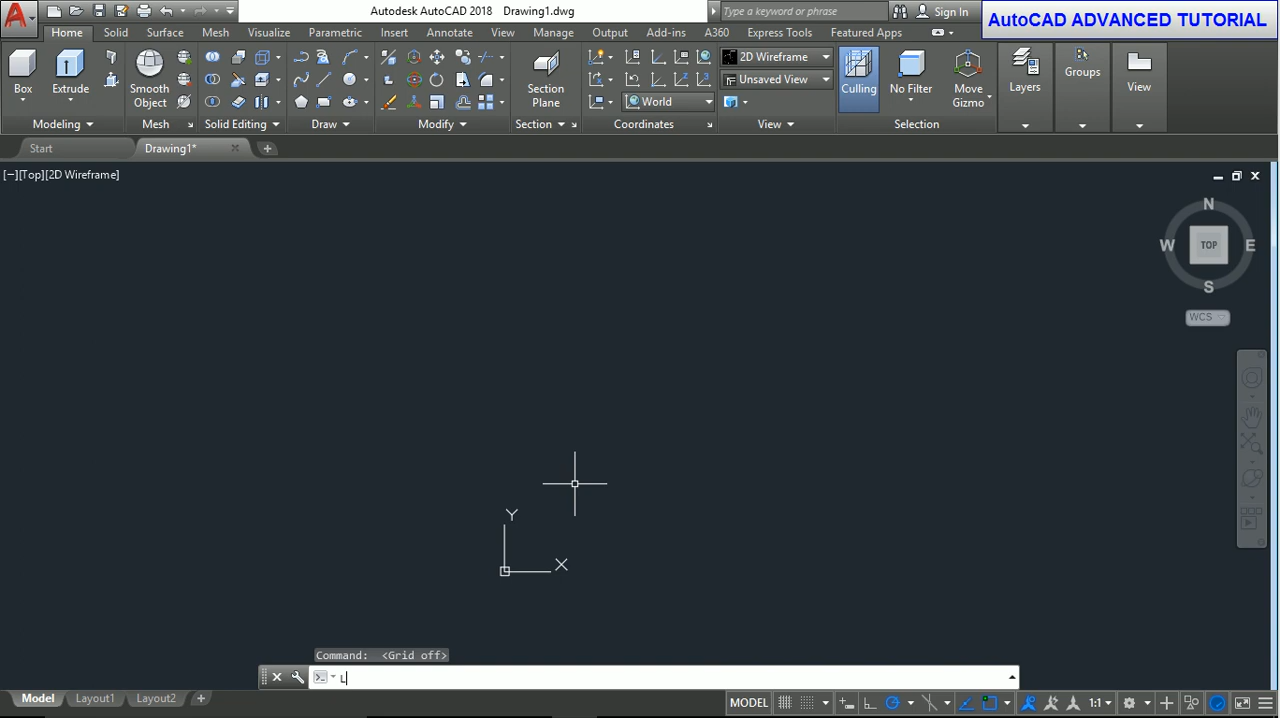 Autodesk AutoCAD 2018 Drawing1.dwg
Type a keyword or phrase
Sign In
AutoCAD ADVANCED TUTORIAL
Home Solid Surface Mesh Visualize Parametric Insert Annotate View Manage Output Add-ins A360 Express Tools Featured Apps
2D Wireframe
Unsaved View
World
Box Extrude Smooth Object Section Plane Culling No Filter Move Gizmo Layers Groups View
Modeling Mesh Solid Editing Draw Modify Section Coordinates View Selection
Start Drawing1*
[−][Top][2D Wireframe]
N
W TOP E
S
WCS
Y
X
Command: <Grid off>
L
Model Layout1 Layout2
MODEL 1:1